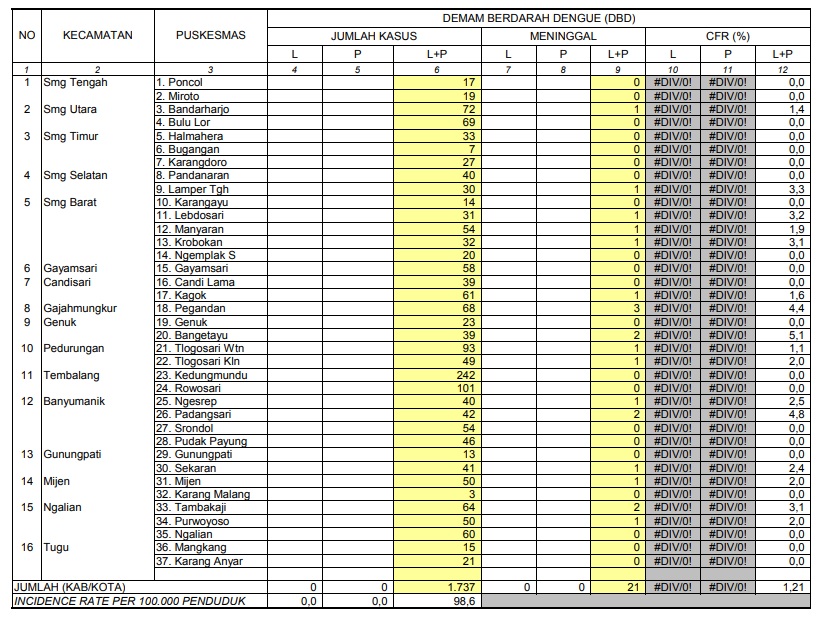 DEMAM BERDARAH DENGUE (DBD)
NO KECAMATAN PUSKESMAS JUMLAH KASUS MENINGGAL CFR (%)
L P L+P L P L+P L P L+P
1 2 3 4 5 6 7 8 9 10 11 12
1 Smg Tengah 1. Poncol 17 0 #DIV/0! #DIV/0! 0,0
2. Miroto 19 0 #DIV/0! #DIV/0! 0,0
2 Smg Utara 3. Bandarharjo 72 1 #DIV/0! #DIV/0! 1,4
4. Bulu Lor 69 0 #DIV/0! #DIV/0! 0,0
3 Smg Timur 5. Halmahera 33 0 #DIV/0! #DIV/0! 0,0
6. Bugangan 7 0 #DIV/0! #DIV/0! 0,0
7. Karangdoro 27 0 #DIV/0! #DIV/0! 0,0
4 Smg Selatan 8. Pandanaran 40 0 #DIV/0! #DIV/0! 0,0
9. Lamper Tgh 30 1 #DIV/0! #DIV/0! 3,3
5 Smg Barat 10. Karangayu 14 0 #DIV/0! #DIV/0! 0,0
11. Lebdosari 31 1 #DIV/0! #DIV/0! 3,2
12. Manyaran 54 1 #DIV/0! #DIV/0! 1,9
13. Krobokan 32 1 #DIV/0! #DIV/0! 3,1
14. Ngemplak S 20 0 #DIV/0! #DIV/0! 0,0
6 Gayamsari 15. Gayamsari 58 0 #DIV/0! #DIV/0! 0,0
7 Candisari 16. Candi Lama 39 0 #DIV/0! #DIV/0! 0,0
17. Kagok 61 1 #DIV/0! #DIV/0! 1,6
8 Gajahmungkur 18. Pegandan 68 3 #DIV/0! #DIV/0! 4,4
9 Genuk 19. Genuk 23 0 #DIV/0! #DIV/0! 0,0
20. Bangetayu 39 2 #DIV/0! #DIV/0! 5,1
10 Pedurungan 21. Tlogosari Wtn 93 1 #DIV/0! #DIV/0! 1,1
22. Tlogosari Kln 49 1 #DIV/0! #DIV/0! 2,0
11 Tembalang 23. Kedungmundu 242 0 #DIV/0! #DIV/0! 0,0
24. Rowosari 101 0 #DIV/0! #DIV/0! 0,0
12 Banyumanik 25. Ngesrep 40 1 #DIV/0! #DIV/0! 2,5
26. Padangsari 42 2 #DIV/0! #DIV/0! 4,8
27. Srondol 54 0 #DIV/0! #DIV/0! 0,0
28. Pudak Payung 46 0 #DIV/0! #DIV/0! 0,0
13 Gunungpati 29. Gunungpati 13 0 #DIV/0! #DIV/0! 0,0
30. Sekaran 41 1 #DIV/0! #DIV/0! 2,4
14 Mijen 31. Mijen 50 1 #DIV/0! #DIV/0! 2,0
32. Karang Malang 3 0 #DIV/0! #DIV/0! 0,0
15 Ngalian 33. Tambakaji 64 2 #DIV/0! #DIV/0! 3,1
34. Purwoyoso 50 1 #DIV/0! #DIV/0! 2,0
35. Ngalian 60 0 #DIV/0! #DIV/0! 0,0
16 Tugu 36. Mangkang 15 0 #DIV/0! #DIV/0! 0,0
37. Karang Anyar 21 0 #DIV/0! #DIV/0! 0,0
JUMLAH (KAB/KOTA) 0 0 1.737 0 0 21 #DIV/0! #DIV/0! 1,21
INCIDENCE RATE PER 100.000 PENDUDUK 0,0 0,0 98,6